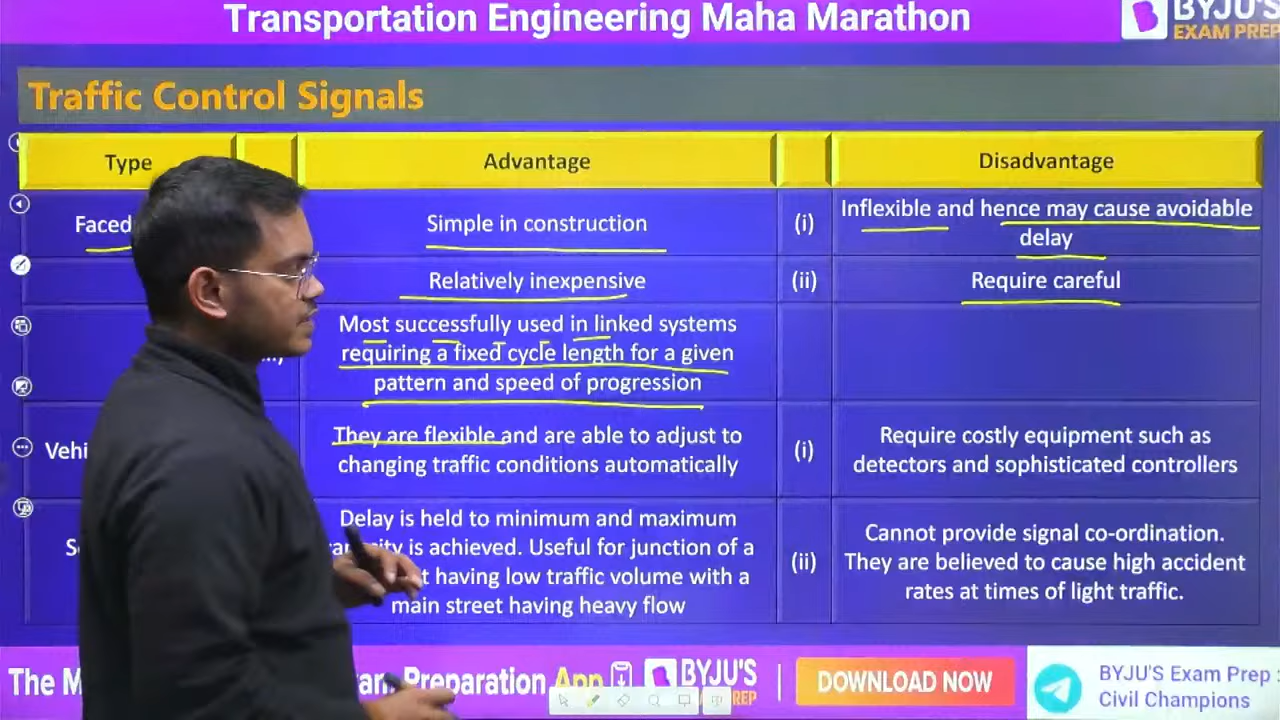 Transportation Engineering Maha Marathon
BYJU'S
EXAM PREP
Traffic Control Signals
Type
Advantage
Disadvantage
Faced
Simple in construction
(i)
Inflexible and hence may cause avoidable
delay
Relatively inexpensive
(ii)
Require careful
Most successfully used in linked systems
requiring a fixed cycle length for a given
pattern and speed of progression
Vehi
They are flexible and are able to adjust to
changing traffic conditions automatically
(i)
Require costly equipment such as
detectors and sophisticated controllers
Delay is held to minimum and maximum
is achieved. Useful for junction of a
having low traffic volume with a
main street having heavy flow
(ii)
Cannot provide signal co-ordination.
They are believed to cause high accident
rates at times of light traffic.
The
Preparation App
BYJU'S
DOWNLOAD NOW
BYJU'S Exam Prep :
Civil Champions